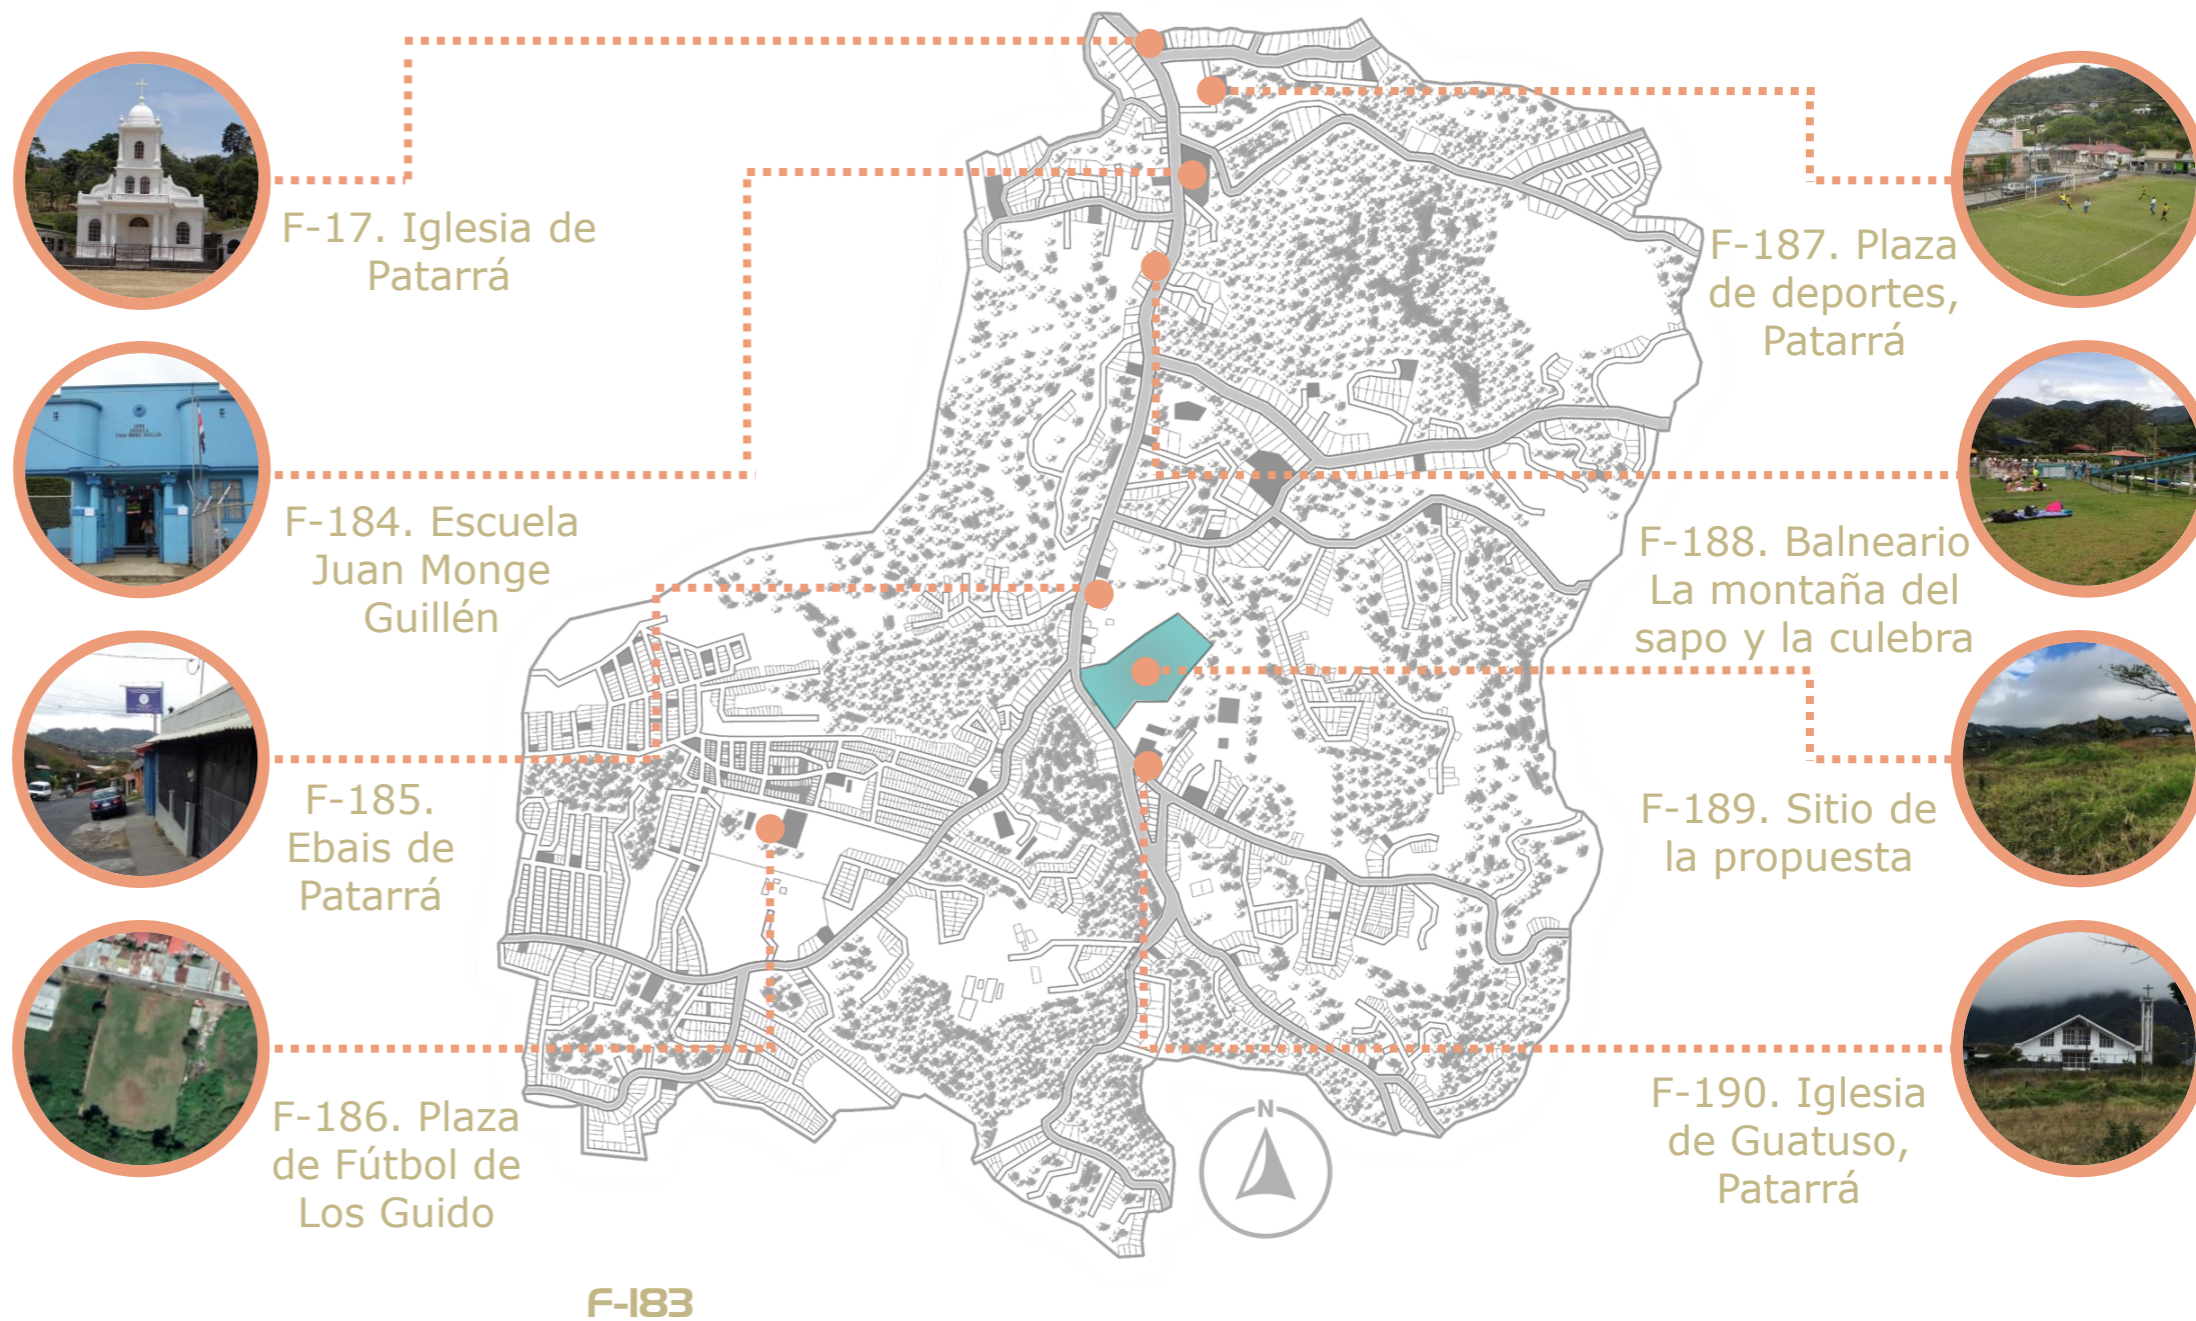 F-17. Iglesia de
Patarrá
F-184. Escuela
Juan Monge
Guillén
F-185.
Ebais de
Patarrá
F-186. Plaza
de Fútbol de
Los Guido
F-187. Plaza
de deportes,
Patarrá
F-188. Balneario
La montaña del
sapo y la culebra
F-189. Sitio de
la propuesta
F-190. Iglesia
de Guatuso,
Patarrá
N
F-183